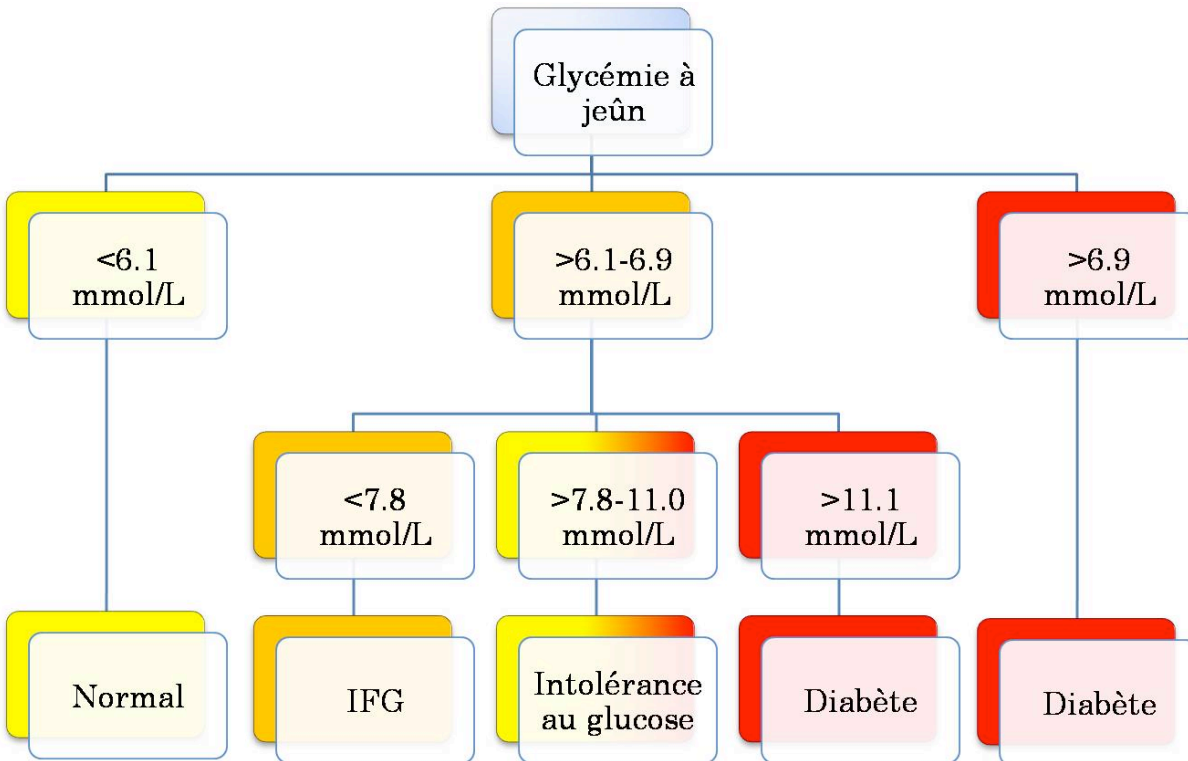 Glycémie à
jeûn
<6.1
mmol/L
>6.1-6.9
mmol/L
>6.9
mmol/L
<7.8
mmol/L
>7.8-11.0
mmol/L
>11.1
mmol/L
Normal
IFG
Intolérance
au glucose
Diabète
Diabète